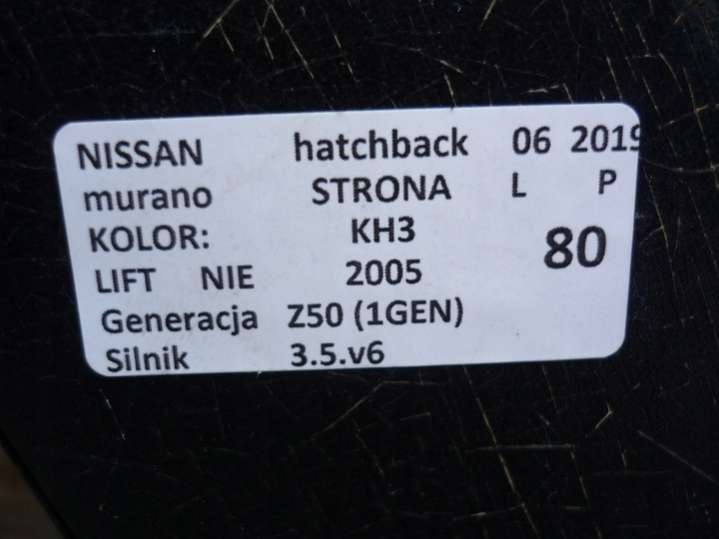 NISSAN hatchback 06 2019
murano STRONA L P
KOLOR: KH3 80
LIFT NIE 2005
Generacja Z50 (1GEN)
Silnik 3.5.v6